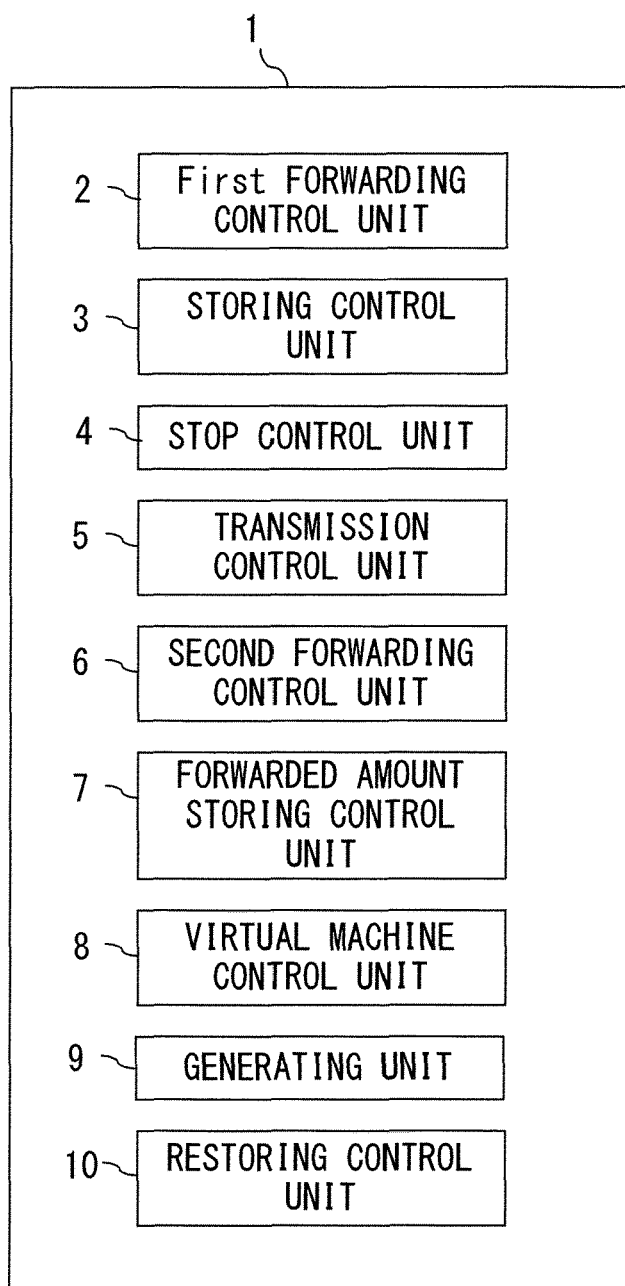 1
2
First FORWARDING
CONTROL UNIT
3
STORING CONTROL
UNIT
4
STOP CONTROL UNIT
5
TRANSMISSION
CONTROL UNIT
6
SECOND FORWARDING
CONTROL UNIT
7
FORWARDED AMOUNT
STORING CONTROL
UNIT
8
VIRTUAL MACHINE
CONTROL UNIT
9
GENERATING UNIT
10
RESTORING CONTROL
UNIT